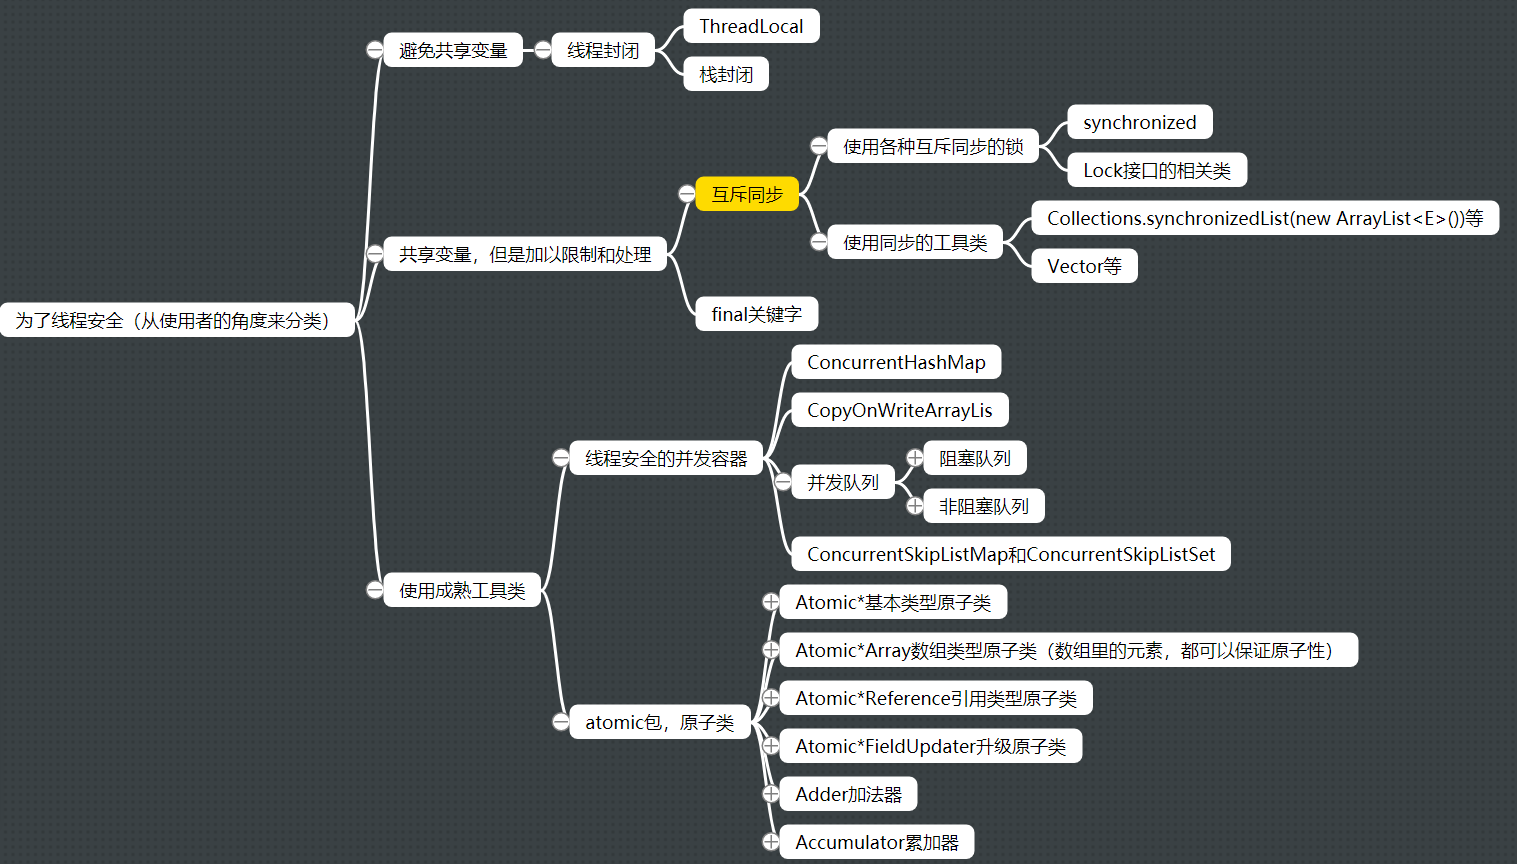 为了线程安全（从使用者的角度来分类）
避免共享变量
线程封闭
ThreadLocal
栈封闭
共享变量，但是加以限制和处理
互斥同步
使用各种互斥同步的锁
synchronized
Lock接口的相关类
使用同步的工具类
Collections.synchronizedList(new ArrayList<E>())等
Vector等
final关键字
使用成熟工具类
线程安全的并发容器
ConcurrentHashMap
CopyOnWriteArrayLis
并发队列
阻塞队列
非阻塞队列
ConcurrentSkipListMap和ConcurrentSkipListSet
atomic包，原子类
Atomic*基本类型原子类
Atomic*Array数组类型原子类（数组里的元素，都可以保证原子性）
Atomic*Reference引用类型原子类
Atomic*FieldUpdater升级原子类
Adder加法器
Accumulator累加器